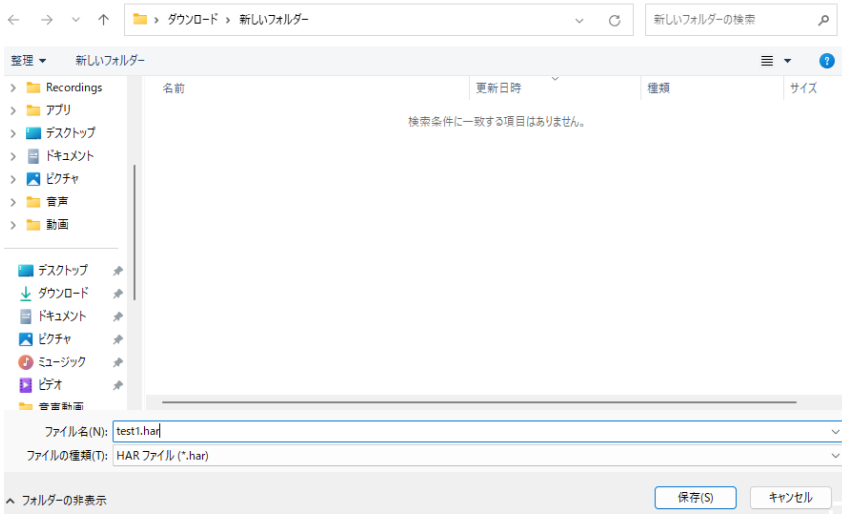 ダウンロード › 新しいフォルダー 新しいフォルダーの検索
整理 新しいフォルダー
名前 更新日時 種類 サイズ
検索条件に一致する項目はありません。
Recordings
アプリ
デスクトップ
ドキュメント
ピクチャ
音声
動画
デスクトップ
ダウンロード
ドキュメント
ピクチャ
ミュージック
ビデオ
音声動画
ファイル名(N): test1.har
ファイルの種類(T): HAR ファイル (*.har)
フォルダーの非表示 保存(S) キャンセル